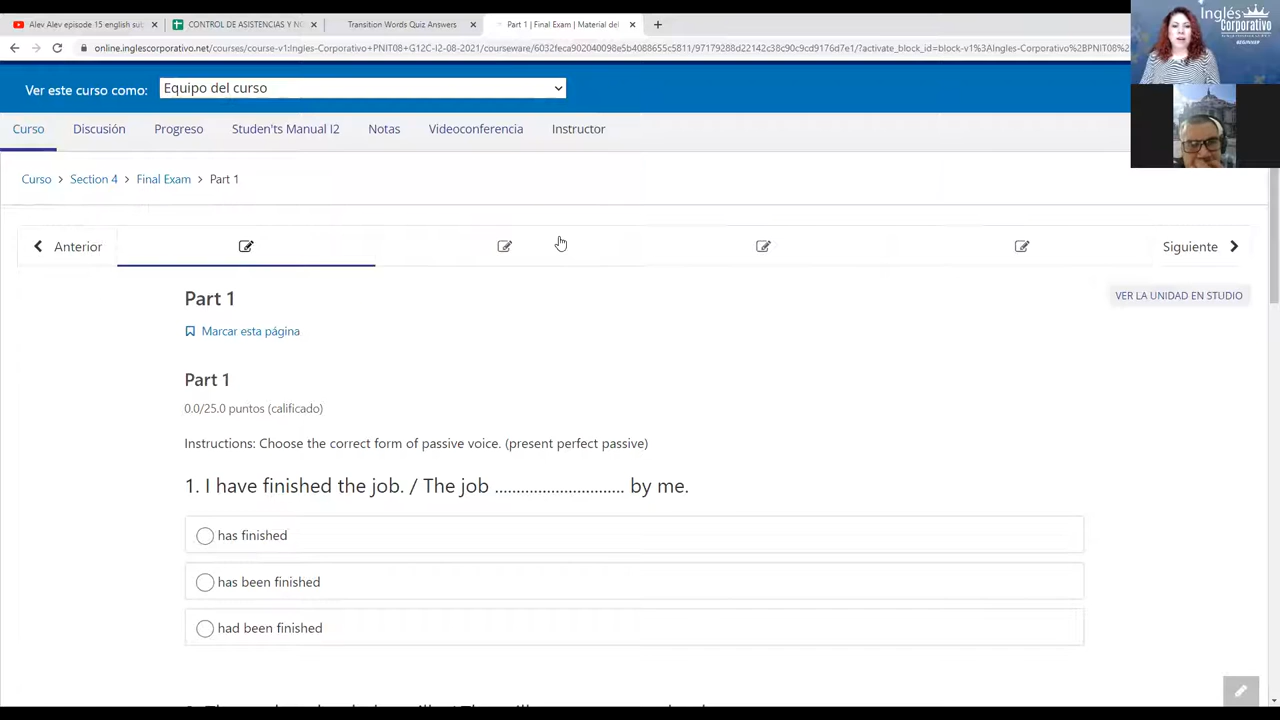 Alev Alev episode 15 english sub
CONTROL DE ASISTENCIAS Y NO
Transition Words Quiz Answers
Part 1 | Final Exam | Material del
Inglés
Corporativo
Ver este curso como:
Equipo del curso
Curso
Discusión
Progreso
Studen'ts Manual I2
Notas
Videoconferencia
Instructor
Curso > Section 4 > Final Exam > Part 1
Anterior
Siguiente
Part 1
VER LA UNIDAD EN STUDIO
Marcar esta página
Part 1
0.0/25.0 puntos (calificado)
Instructions: Choose the correct form of passive voice. (present perfect passive)
1. I have finished the job. / The job .............................. by me.
has finished
has been finished
had been finished